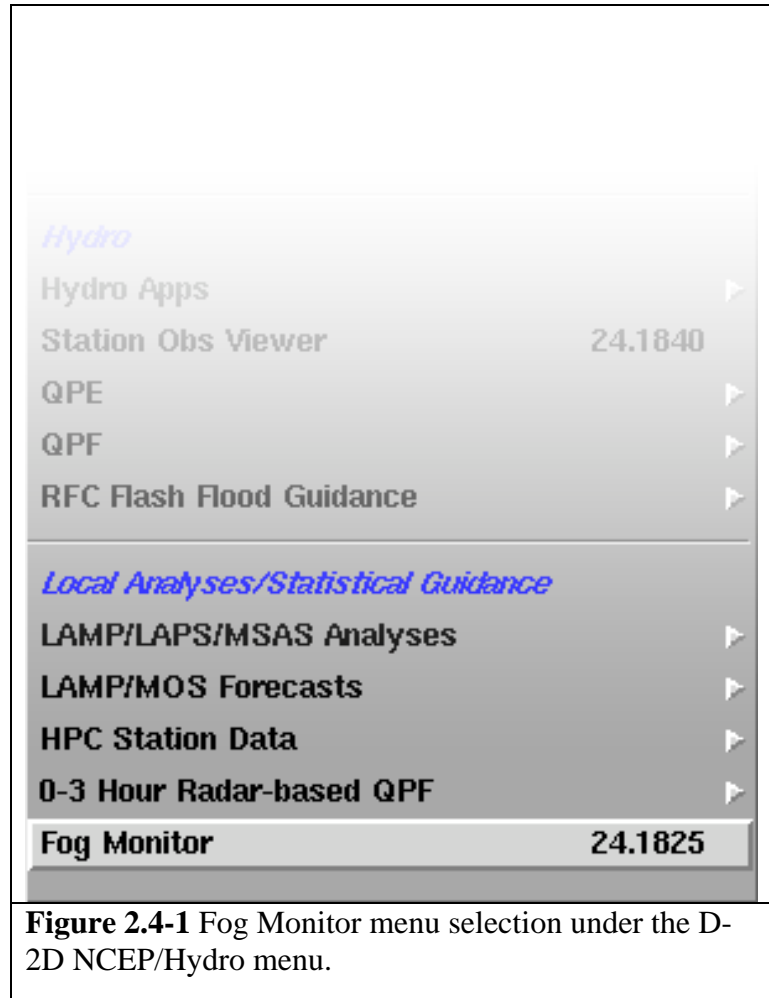 Hydro
Hydro Apps
Station Obs Viewer 24.1840
QPE
QPF
RFC Flash Flood Guidance
Local Analyses/Statistical Guidance
LAMP/LAPS/MSAS Analyses
LAMP/MOS Forecasts
HPC Station Data
0-3 Hour Radar-based QPF
Fog Monitor 24.1825
Figure 2.4-1 Fog Monitor menu selection under the D-
2D NCEP/Hydro menu.